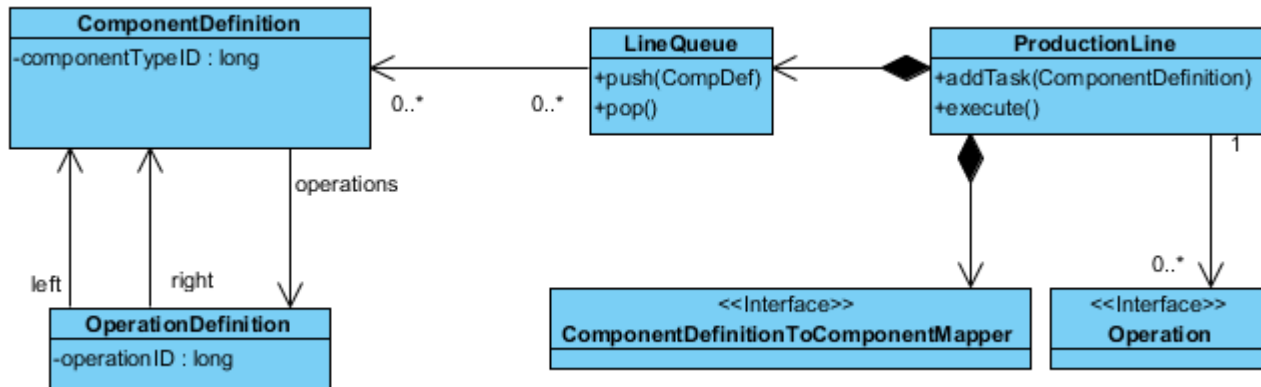 ComponentDefinition
-componentTypeID : long
LineQueue
+push(CompDef)
+pop()
ProductionLine
+addTask(ComponentDefinition)
+execute()
0..*
0..*
1
operations
left
right
0..*
OperationDefinition
-operationID : long
<<Interface>>
ComponentDefinitionToComponentMapper
<<Interface>>
Operation